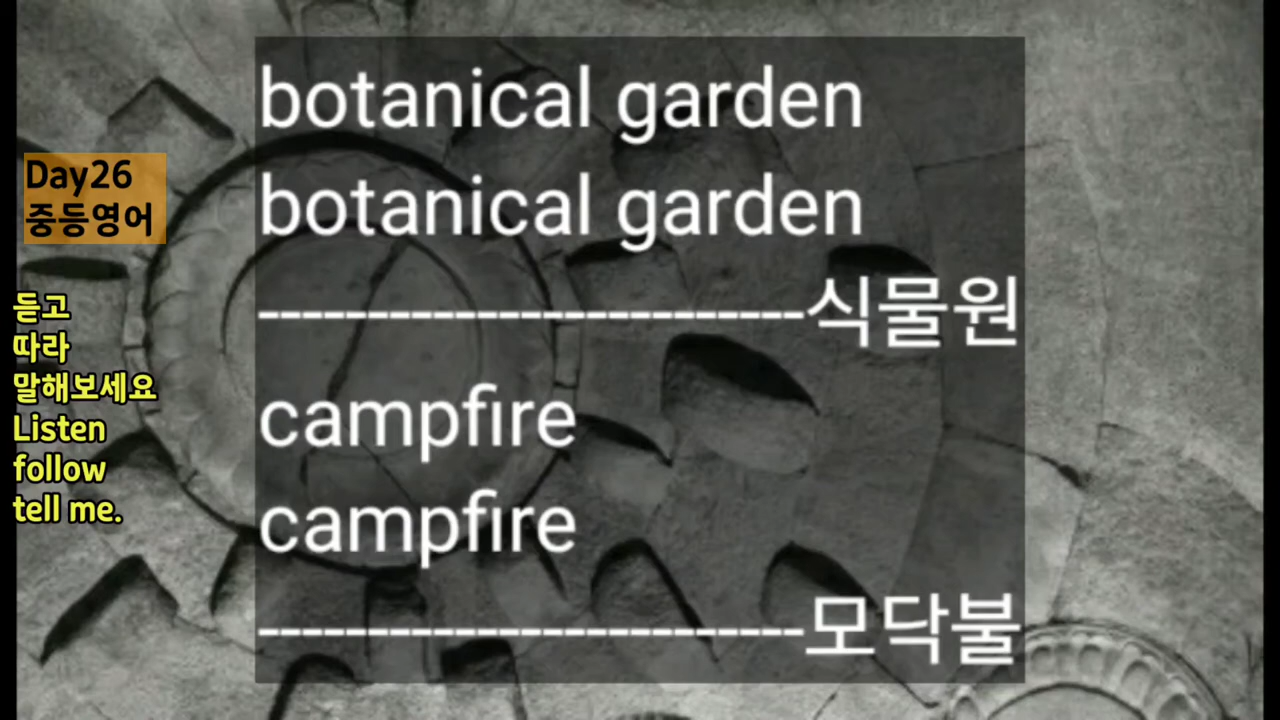 Day26
중등영어
듣고
따라
말해보세요
Listen
follow
tell me.
botanical garden
botanical garden
-------------------------식물원
campfire
campfire
-------------------------모닥불